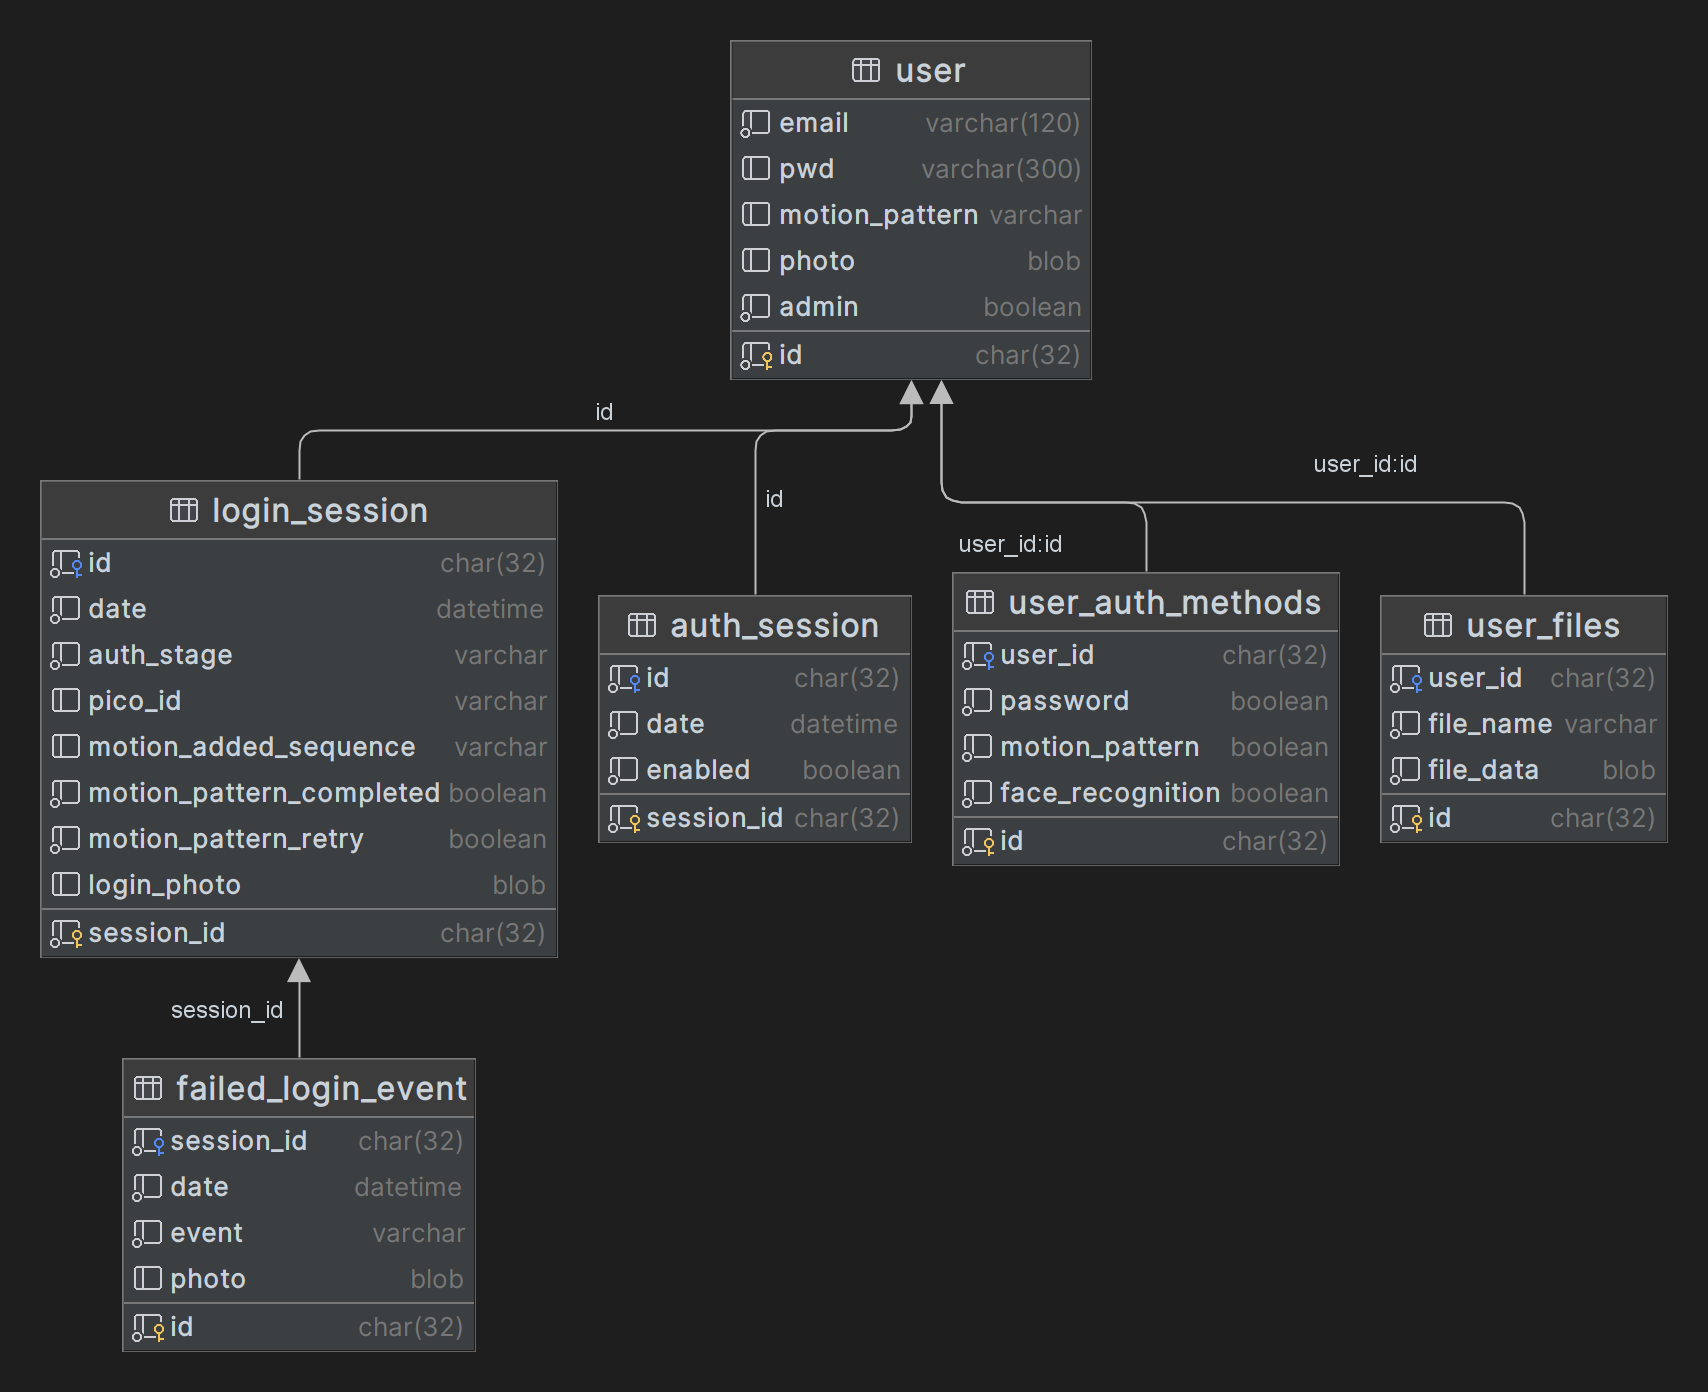 user
email varchar(120)
pwd varchar(300)
motion_pattern varchar
photo blob
admin boolean
id char(32)
id
id
user_id:id
user_id:id
login_session
id char(32)
date datetime
auth_stage varchar
pico_id varchar
motion_added_sequence varchar
motion_pattern_completed boolean
motion_pattern_retry boolean
login_photo blob
session_id char(32)
auth_session
id char(32)
date datetime
enabled boolean
session_id char(32)
user_auth_methods
user_id char(32)
password boolean
motion_pattern boolean
face_recognition boolean
id char(32)
user_files
user_id char(32)
file_name varchar
file_data blob
id char(32)
session_id
failed_login_event
session_id char(32)
date datetime
event varchar
photo blob
id char(32)